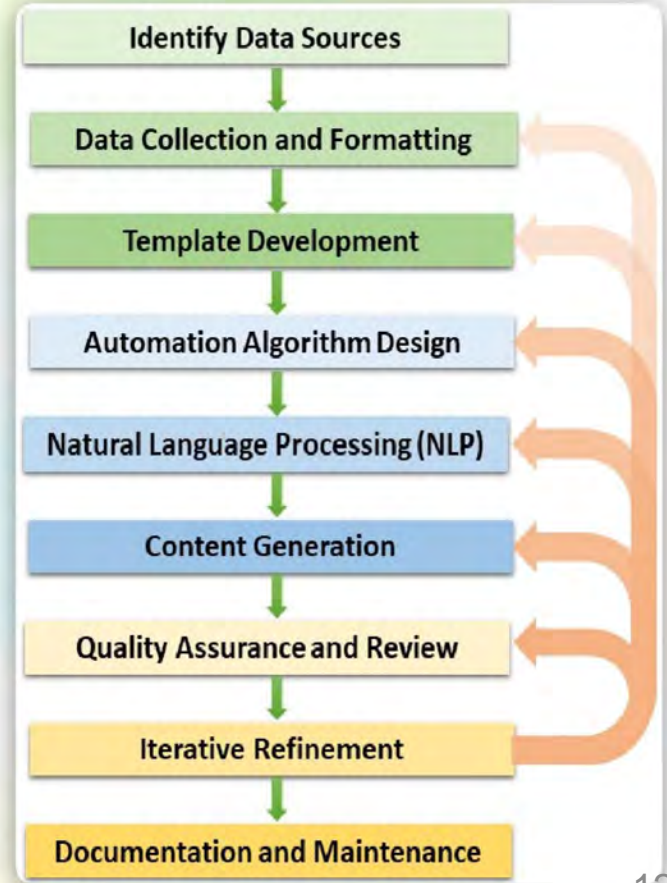 Identify Data Sources
Data Collection and Formatting
Template Development
Automation Algorithm Design
Natural Language Processing (NLP)
Content Generation
Quality Assurance and Review
Iterative Refinement
Documentation and Maintenance